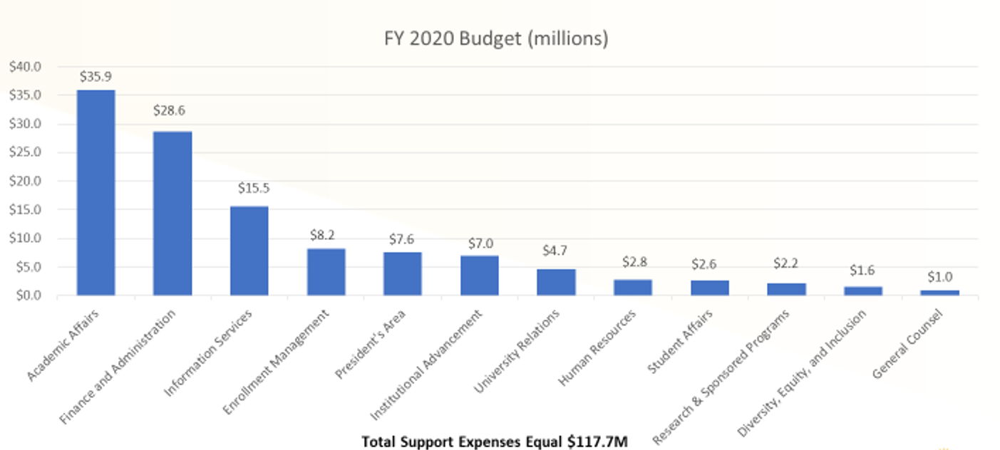 FY 2020 Budget (millions)
$40.0
$35.0
$30.0
$25.0
$20.0
$15.0
$10.0
$5.0
$0.0
$35.9
$28.6
$15.5
$8.2
$7.6
$7.0
$4.7
$2.8
$2.6
$2.2
$1.6
$1.0
Academic Affairs
Finance and Administration
Information Services
Enrollment Management
President's Area
Institutional Advancement
University Relations
Human Resources
Student Affairs
Research & Sponsored Programs
Diversity, Equity, and Inclusion
General Counsel
Total Support Expenses Equal $117.7M